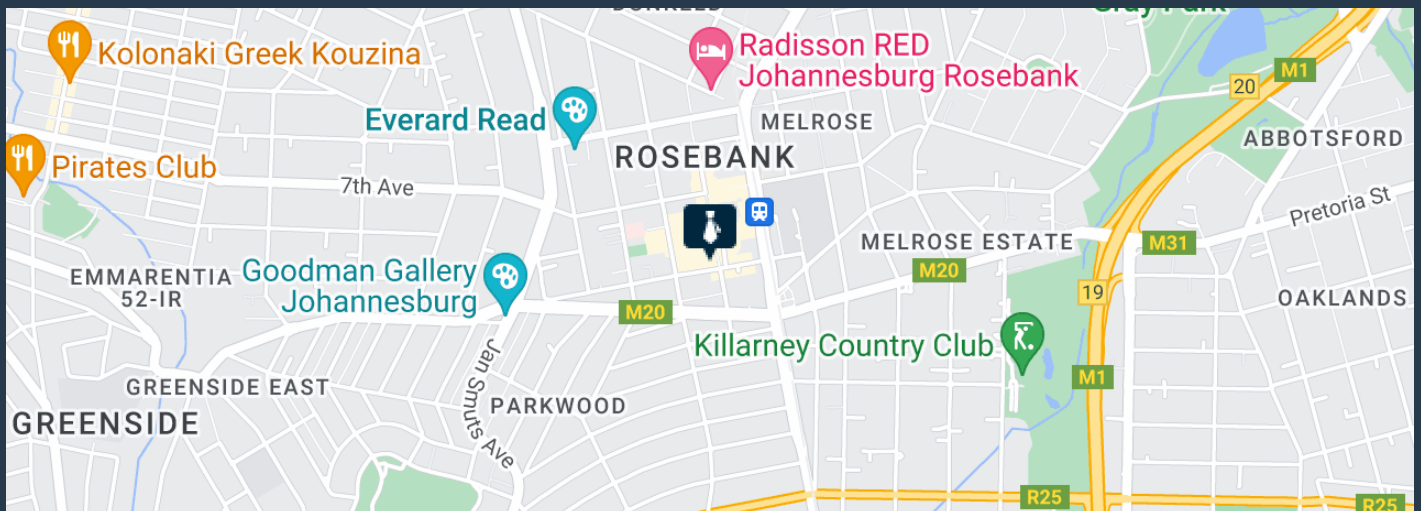 DUNKELD
Gray Park
Kolonaki Greek Kouzina
Radisson RED
Johannesburg Rosebank
M1
20
Everard Read
MELROSE
ABBOTSFORD
ROSEBANK
Pirates Club
7th Ave
Pretoria St
MELROSE ESTATE
M31
EMMARENTIA
52-IR
Goodman Gallery
Johannesburg
M20
19
OAKLANDS
M20
Killarney Country Club
Jan Smuts Ave
M1
GREENSIDE EAST
PARKWOOD
GREENSIDE
R25
R25